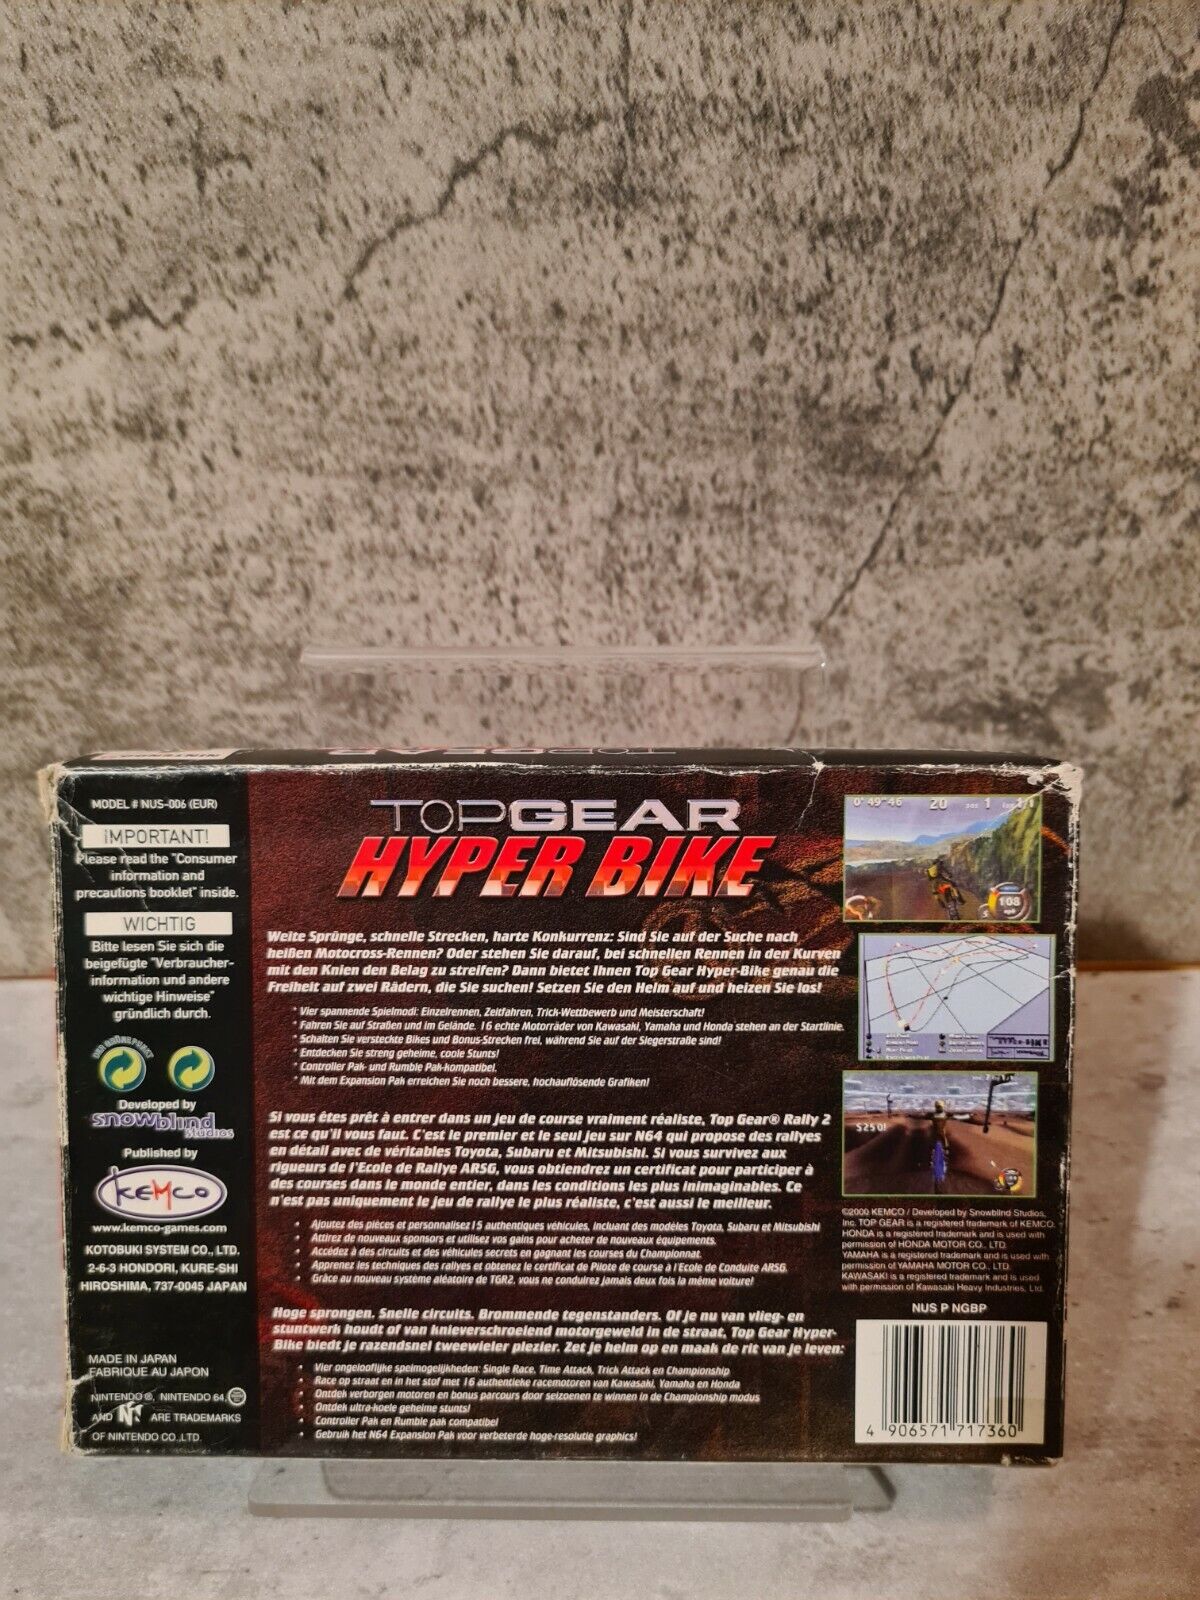 TOP GEAR
MODEL # NUS-006 (EUR)
IMPORTANT!
Please read the "Consumer
information and
precautions booklet" inside.
WICHTIG
Bitte lesen Sie sich die
beigefügte "Verbraucher-
information und andere
wichtige Hinweise"
gründlich durch.
DER GRÜNE PUNKT
Developed by
snowblind
studios
Published by
KEMCO
www.kemco-games.com
KOTOBUKI SYSTEM CO., LTD.
2-6-3 HONDORI, KURE-SHI
HIROSHIMA, 737-0045 JAPAN
MADE IN JAPAN
FABRIQUE AU JAPON
NINTENDO®, NINTENDO 64,
AND N ARE TRADEMARKS
OF NINTENDO CO.,LTD.
TOP GEAR
HYPER BIKE
Weite Sprünge, schnelle Strecken, harte Konkurrenz: Sind Sie auf der Suche nach
heißen Motocross-Rennen? Oder stehen Sie darauf, bei schnellen Rennen in den Kurven
mit den Knien den Belag zu streifen? Dann bietet Ihnen Top Gear Hyper-Bike genau die
Freiheit auf zwei Rädern, die Sie suchen! Setzen Sie den Helm auf und heizen Sie los!
* Vier spannende Spielmodi: Einzelrennen, Zeitfahren, Trick-Wettbewerb und Meisterschaft!
* Fahren Sie auf Straßen und im Gelände. 16 echte Motorräder von Kawasaki, Yamaha und Honda stehen an der Startlinie.
* Schalten Sie versteckte Bikes und Bonus-Strecken frei, während Sie auf der Siegerstraße sind!
* Entdecken Sie streng geheime, coole Stunts!
* Controller Pak- und Rumble Pak-kompatibel.
* Mit dem Expansion Pak erreichen Sie noch bessere, hochauflösende Grafiken!
Si vous êtes prêt à entrer dans un jeu de course vraiment réaliste, Top Gear® Rally 2
est ce qu'il vous faut. C'est le premier et le seul jeu sur N64 qui propose des rallyes
en détail avec de véritables Toyota, Subaru et Mitsubishi. Si vous survivez aux
rigueurs de l'Ecole de Rallye ARSG, vous obtiendrez un certificat pour participer à
des courses dans le monde entier, dans les conditions les plus inimaginables. Ce
n'est pas uniquement le jeu de rallye le plus réaliste, c'est aussi le meilleur.
• Ajoutez des pièces et personnalisez 15 authentiques véhicules, incluant des modèles Toyota, Subaru et Mitsubishi
• Attirez de nouveaux sponsors et utilisez vos gains pour acheter de nouveaux équipements.
• Accédez à des circuits et des véhicules secrets en gagnant les courses du Championnat.
• Apprenez les techniques des rallyes et obtenez le certificat de Pilote de course à l'Ecole de Conduite ARSG.
• Grâce au nouveau système aléatoire de TGR2, vous ne conduirez jamais deux fois la même voiture!
Hoge sprongen. Snelle circuits. Brommende tegenstanders. Of je nu van vlieg- en
stuntwerk houdt of van knieverschroelend motorgeweld in de straat, Top Gear Hyper-
Bike biedt je razendsnel tweewieler plezier. Zet je helm op en maak de rit van je leven:
• Vier ongelooflijke spelmogelijkheden: Single Race, Time Attack, Trick Attack en Championship
• Race op straat en in het stof met 16 authentieke racemotoren van Kawasaki, Yamaha en Honda
• Ontdek verborgen motoren en bonus parcours door seizoenen te winnen in de Championship modus
• Ontdek ultra-koele geheime stunts!
• Controller Pak en Rumble pak compatibel
• Gebruik het N64 Expansion Pak voor verbeterde hoge-resolutie graphics!
0'49"46 20 pos 1 1/1
108
HYPER-BIKE
5250!
©2000 KEMCO / Developed by Snowblind Studios,
Inc. TOP GEAR is a registered trademark of KEMCO.
HONDA is a registered trademark and is used with
permission of HONDA MOTOR CO., LTD.
YAMAHA is a registered trademark and is used with
permission of YAMAHA MOTOR CO., LTD.
KAWASAKI is a registered trademark and is used
with permission of Kawasaki Heavy Industries, Ltd.
NUS P NGBP
4 906571 717360